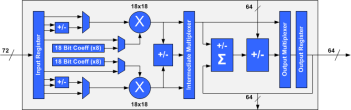 18x18
64
Input Register
+/-
X
18 Bit Coeff (x8)
18 Bit Coeff (x8)
+/-
+/-
X
18x18
72
Intermediate Multiplexer
+/-
Σ
+/-
Output Multiplexer
Output Register
64
64